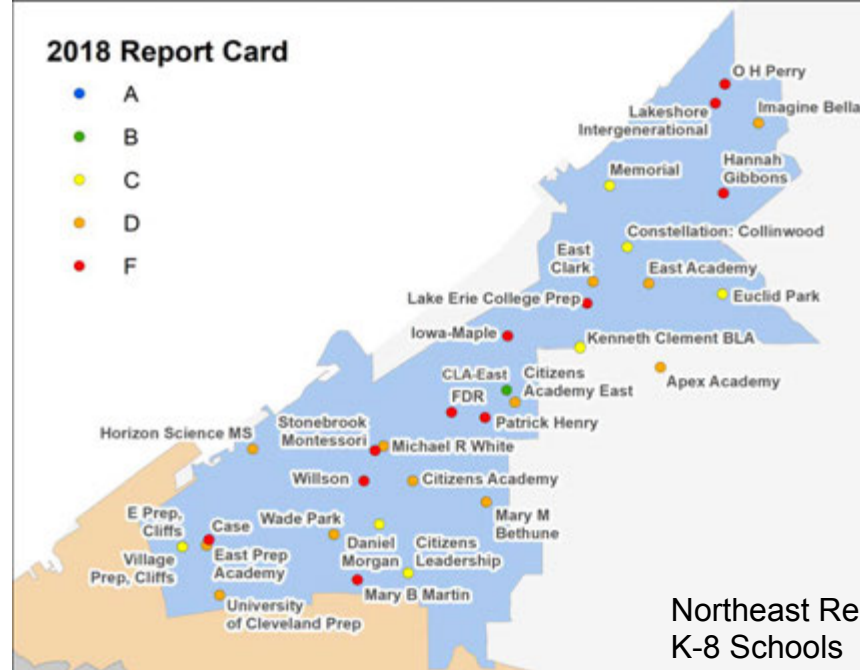 2018 Report Card
A
B
C
D
F
O H Perry
Lakeshore
Intergenerational
Imagine Bella
Memorial
Hannah
Gibbons
Constellation: Collinwood
East
Clark
East Academy
Lake Erie College Prep
Euclid Park
Iowa-Maple
Kenneth Clement BLA
CLA-East
Citizens
Academy East
Apex Academy
FDR
Patrick Henry
Stonebrook
Montessori
Horizon Science MS
Michael R White
Willson
Citizens Academy
E Prep,
Cliffs
Case
Wade Park
Mary M
Bethune
Village
Prep, Cliffs
East Prep
Academy
Daniel
Morgan
Citizens
Leadership
Mary B Martin
University
of Cleveland Prep
Northeast Re
K-8 Schools